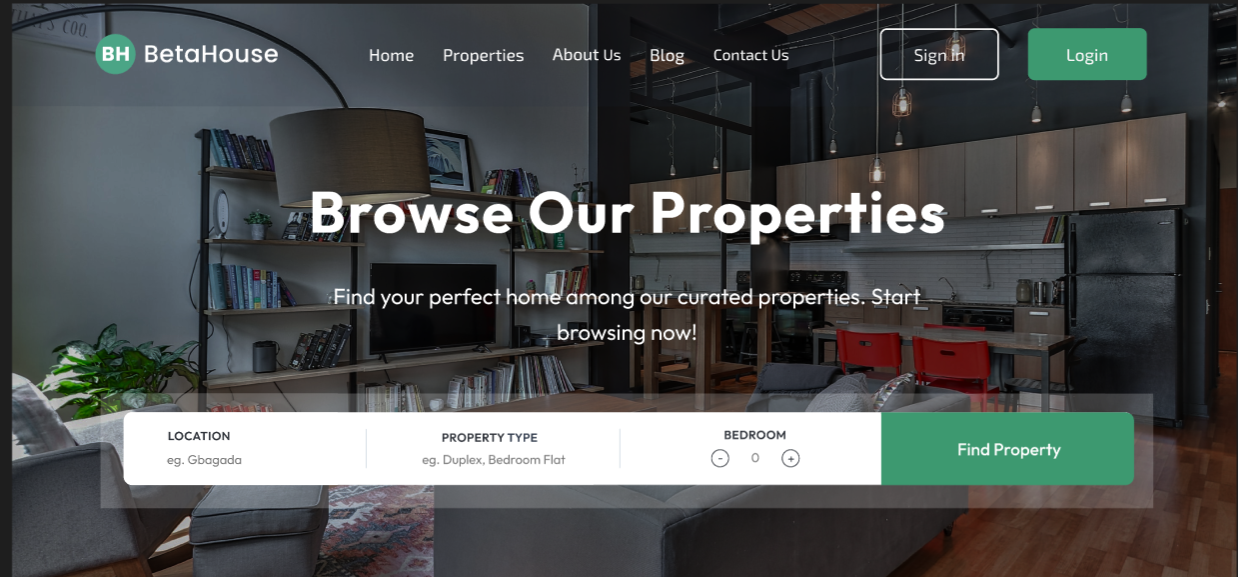 BH BetaHouse
Home Properties About Us Blog Contact Us Sign in Login
Browse Our Properties
Find your perfect home among our curated properties. Start
browsing now!
LOCATION PROPERTY TYPE BEDROOM
eg. Gbagada eg. Duplex, Bedroom Flat - 0 + Find Property